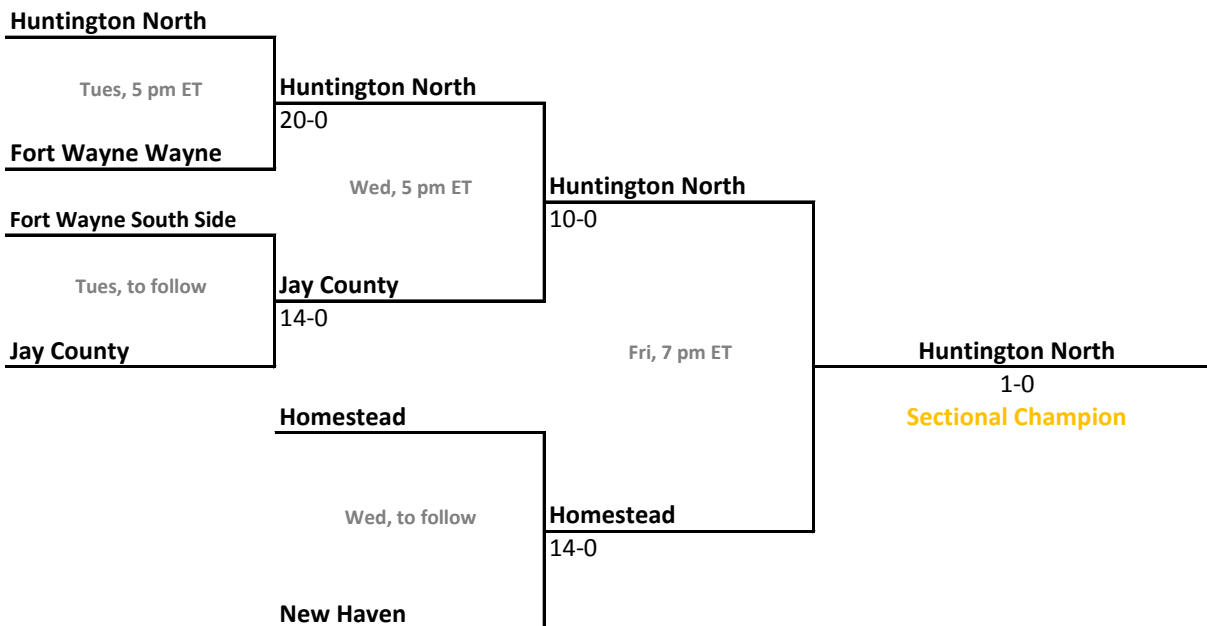 Huntington North
Tues, 5 pm ET
Huntington North
20-0
Fort Wayne Wayne
Wed, 5 pm ET
Huntington North
10-0
Fort Wayne South Side
Tues, to follow
Jay County
14-0
Jay County
Fri, 7 pm ET
Huntington North
1-0
Sectional Champion
Homestead
Wed, to follow
Homestead
14-0
New Haven